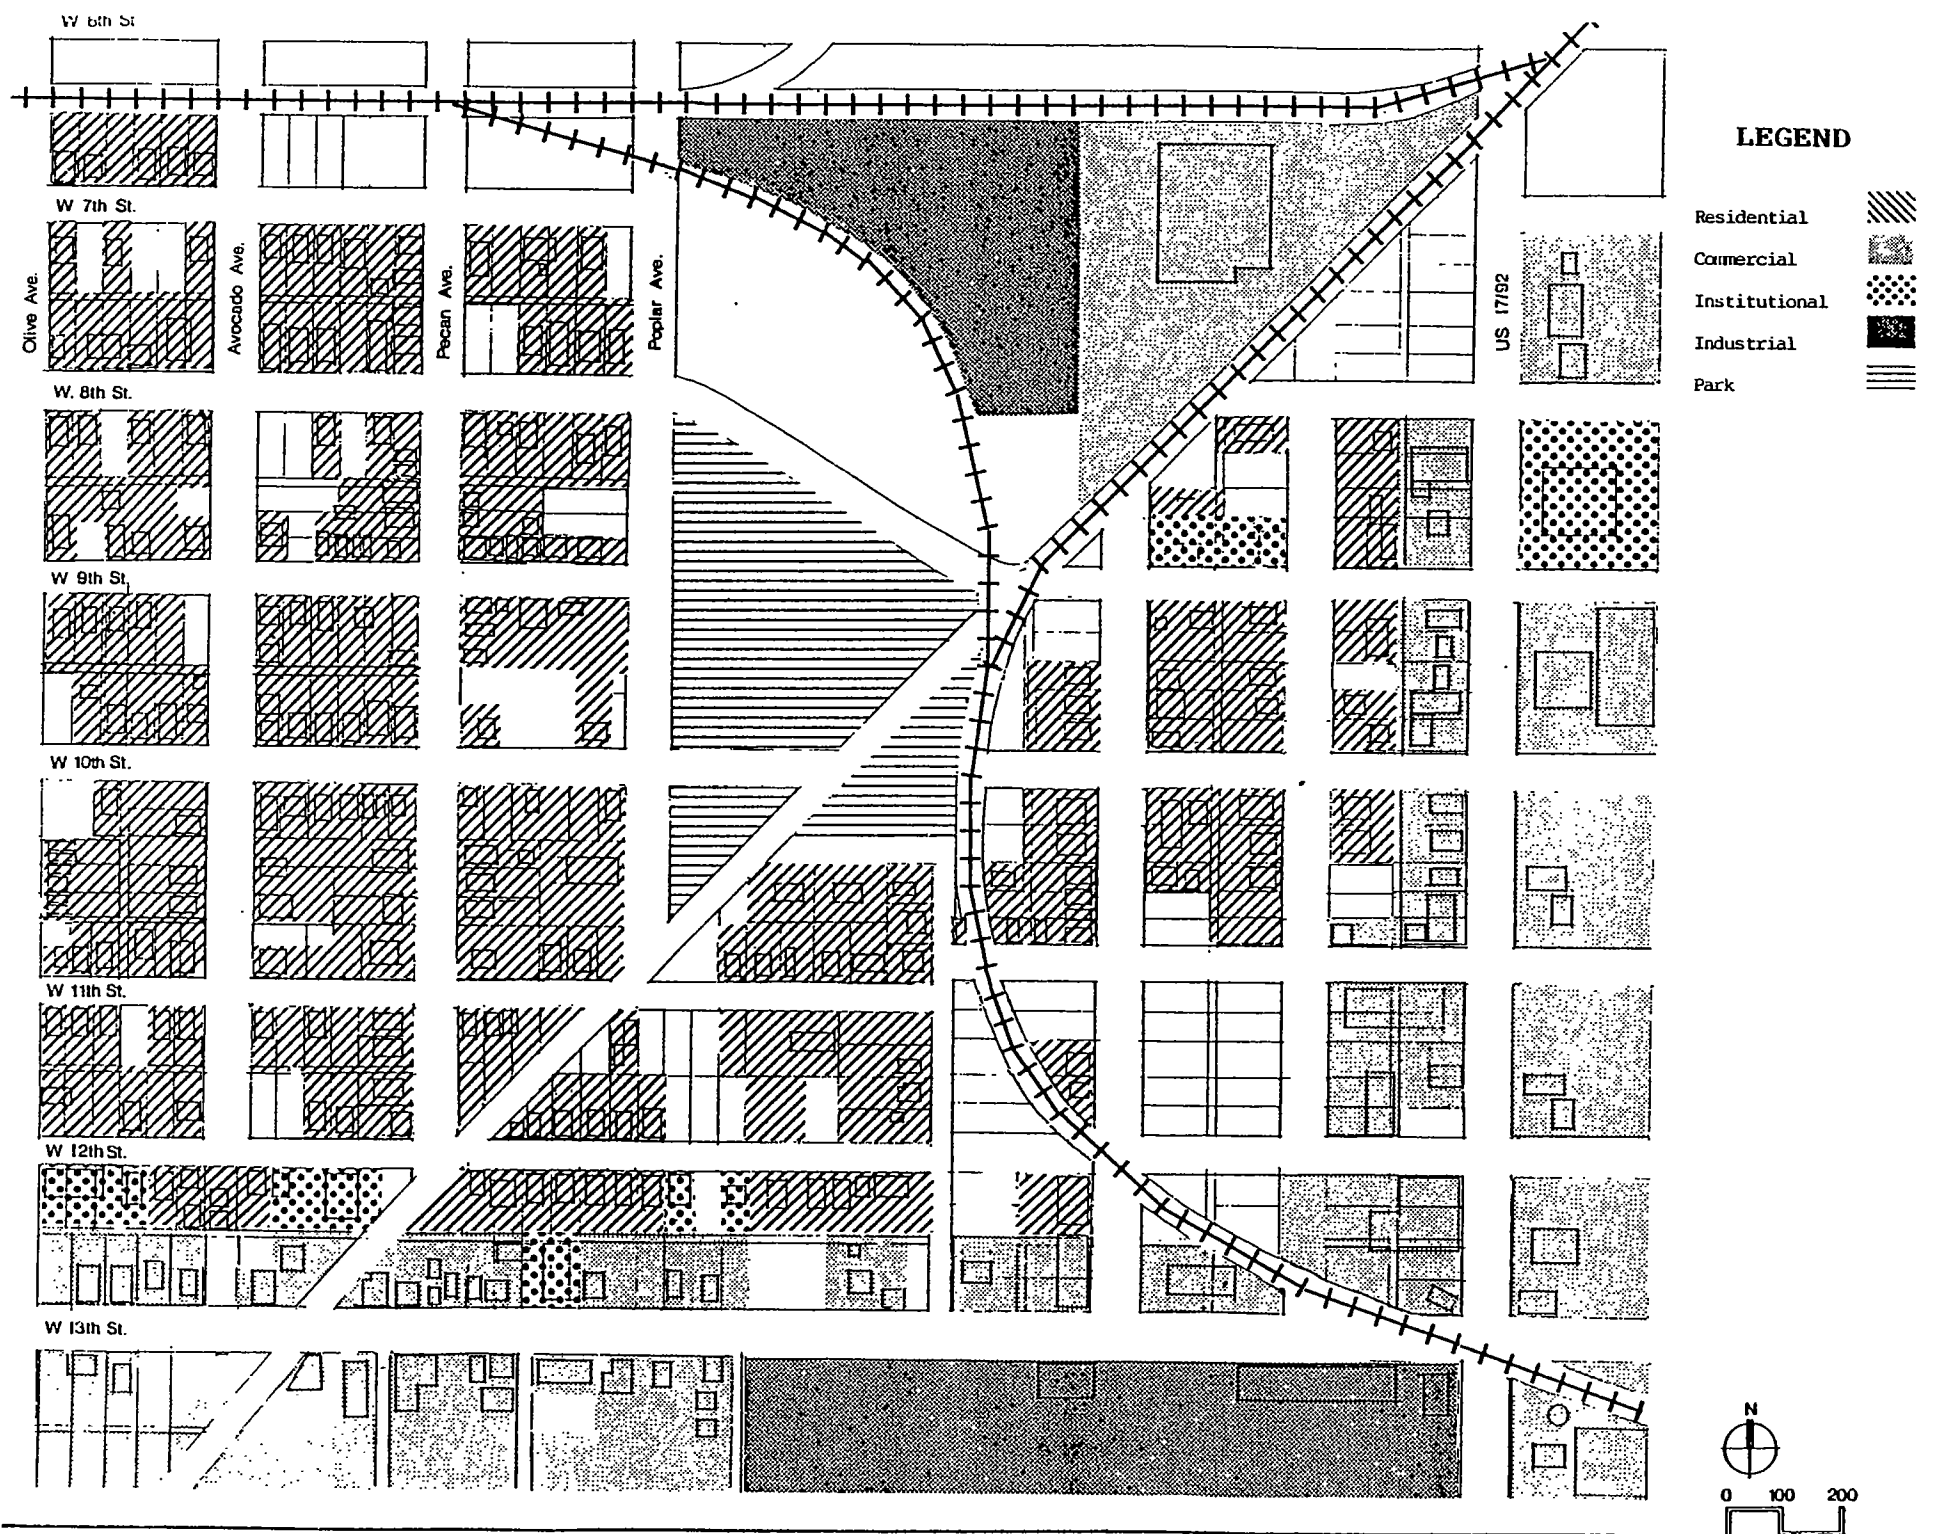 W 6th St
LEGEND
W 7th St.
Residential
Commercial
Institutional
Industrial
Park
Olive Ave.
Avocado Ave.
Pecan Ave.
Poplar Ave.
US 17/92
W. 8th St.
W 9th St.
W 10th St.
W 11th St.
W 12th St.
W 13th St.
N
0 100 200